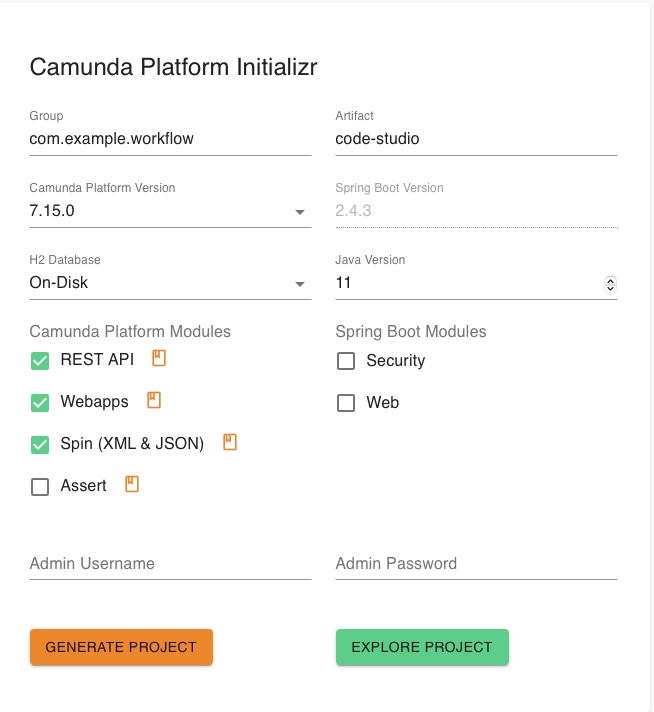 Camunda Platform Initializr
Group
Artifact
com.example.workflow
code-studio
Camunda Platform Version
Spring Boot Version
7.15.0
2.4.3
H2 Database
Java Version
On-Disk
11
Camunda Platform Modules
Spring Boot Modules
REST API
Security
Webapps
Web
Spin (XML & JSON)
Assert
Admin Username
Admin Password
GENERATE PROJECT
EXPLORE PROJECT